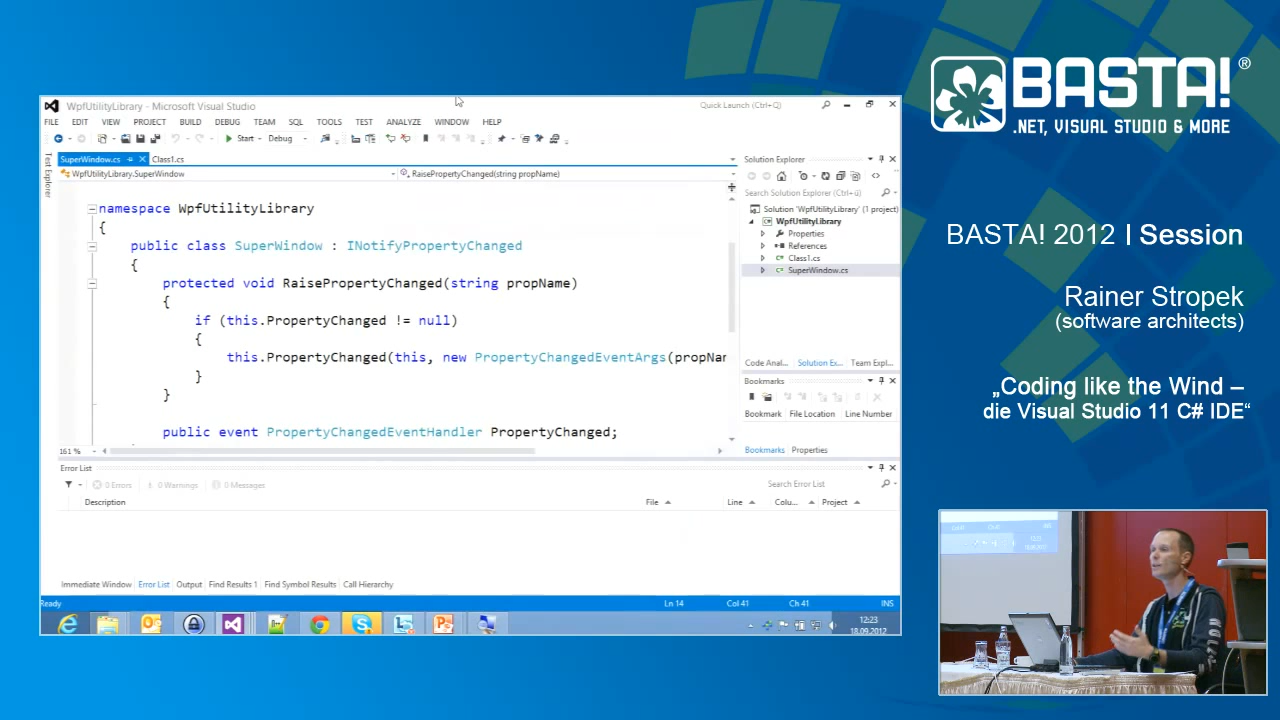 WpfUtilityLibrary - Microsoft Visual Studio
Quick Launch (Ctrl+Q)
FILE EDIT VIEW PROJECT BUILD DEBUG TEAM SQL TOOLS TEST ANALYZE WINDOW HELP
Start Debug
Test Explorer
SuperWindow.cs Class1.cs
WpfUtilityLibrary.SuperWindow RaisePropertyChanged(string propName)
namespace WpfUtilityLibrary
{
public class SuperWindow : INotifyPropertyChanged
{
protected void RaisePropertyChanged(string propName)
{
if (this.PropertyChanged != null)
{
this.PropertyChanged(this, new PropertyChangedEventArgs(propNam
}
}
public event PropertyChangedEventHandler PropertyChanged;
161 %
Solution Explorer
Search Solution Explorer (Ctrl+ü)
Solution 'WpfUtilityLibrary' (1 project)
WpfUtilityLibrary
Properties
References
Class1.cs
SuperWindow.cs
Code Anal... Solution Ex... Team Expl...
Bookmarks
Bookmark File Location Line Number
Bookmarks Properties
Error List
0 Errors 0 Warnings 0 Messages
Search Error List
Description File Line Colu... Project
Immediate Window Error List Output Find Results 1 Find Symbol Results Call Hierarchy
Ready Ln 14 Col 41 Ch 41 INS
12:23
18.09.2012
BASTA!®
.NET, VISUAL STUDIO & MORE
BASTA! 2012 I Session
Rainer Stropek
(software architects)
„Coding like the Wind –
die Visual Studio 11 C# IDE“